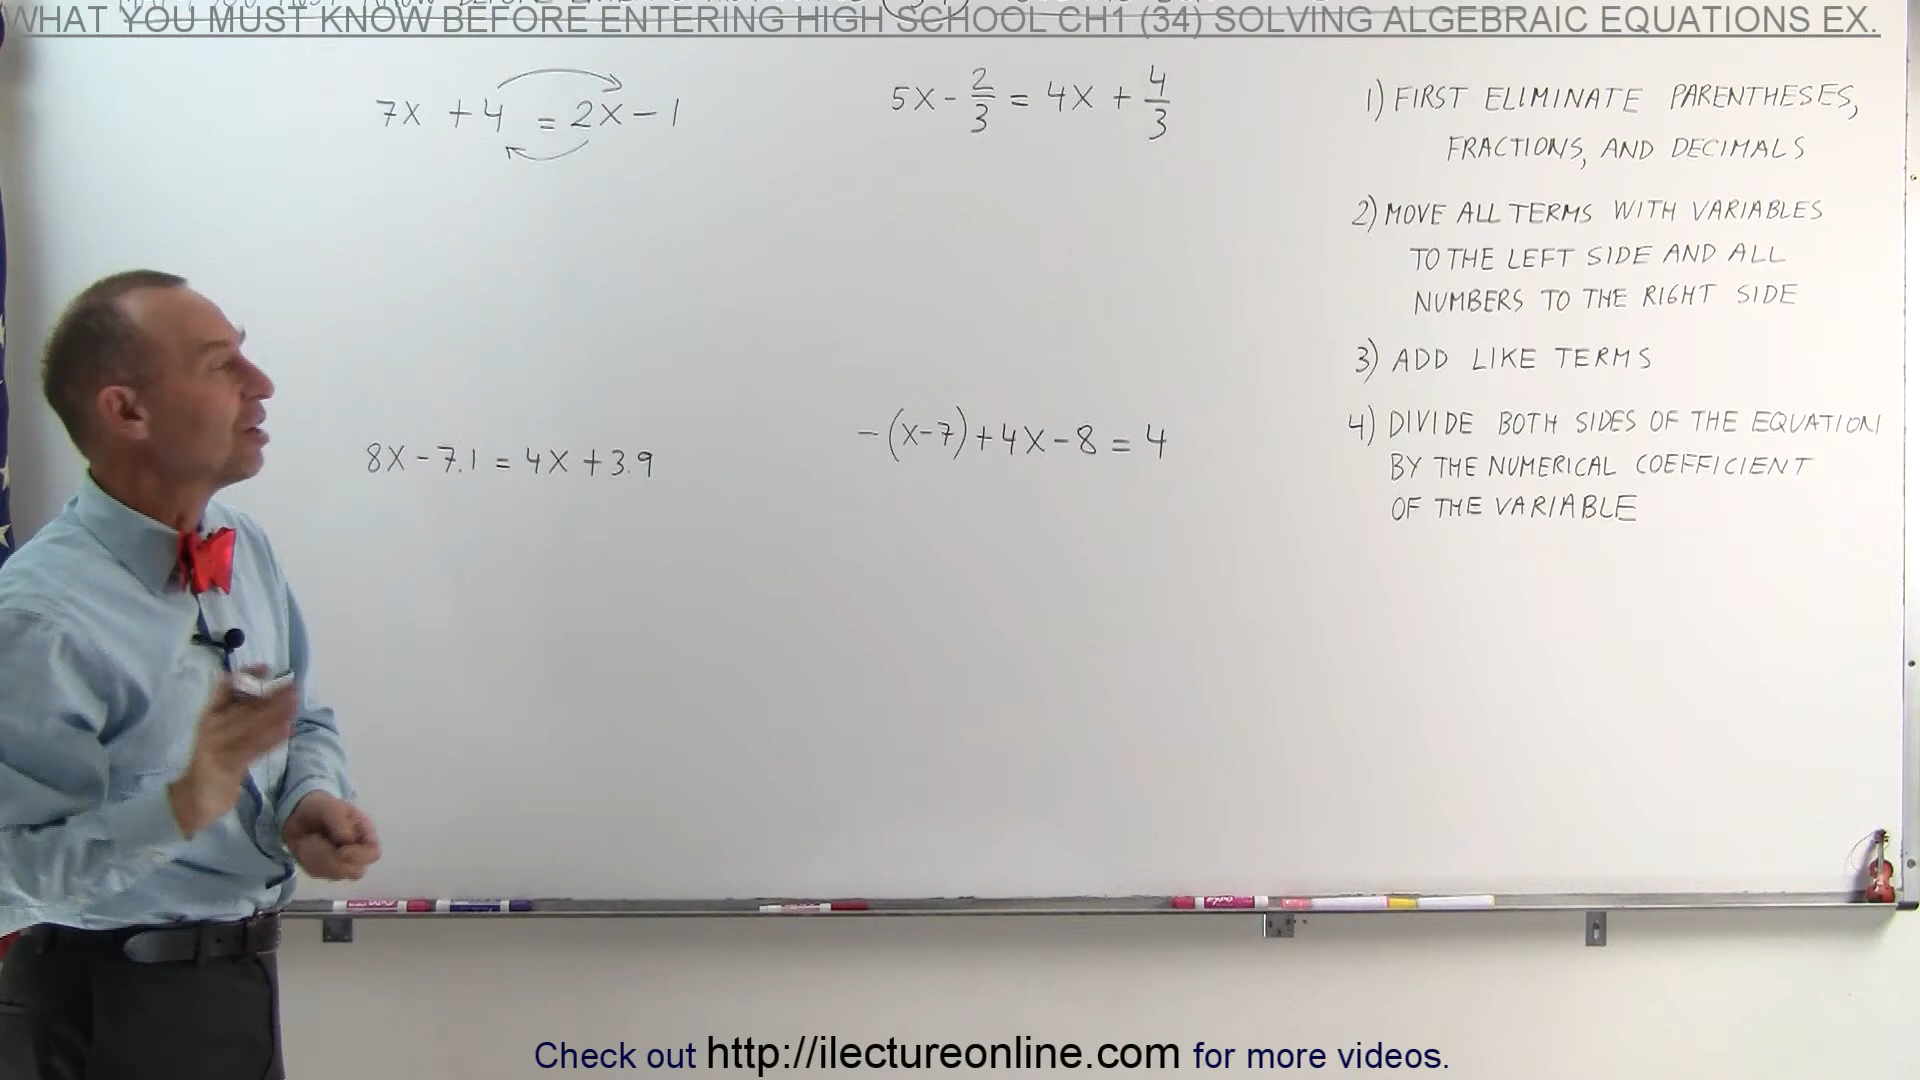 WHAT YOU MUST KNOW BEFORE ENTERING HIGH SCHOOL CH1 (34) SOLVING ALGEBRAIC EQUATIONS EX.
7X + 4 = 2X - 1
5X - 2/3 = 4X + 4/3
8X - 7.1 = 4X + 3.9
-(X-7) + 4X - 8 = 4
1) FIRST ELIMINATE PARENTHESES,
FRACTIONS, AND DECIMALS
2) MOVE ALL TERMS WITH VARIABLES
TO THE LEFT SIDE AND ALL
NUMBERS TO THE RIGHT SIDE
3) ADD LIKE TERMS
4) DIVIDE BOTH SIDES OF THE EQUATION
BY THE NUMERICAL COEFFICIENT
OF THE VARIABLE
Check out http://ilectureonline.com for more videos.